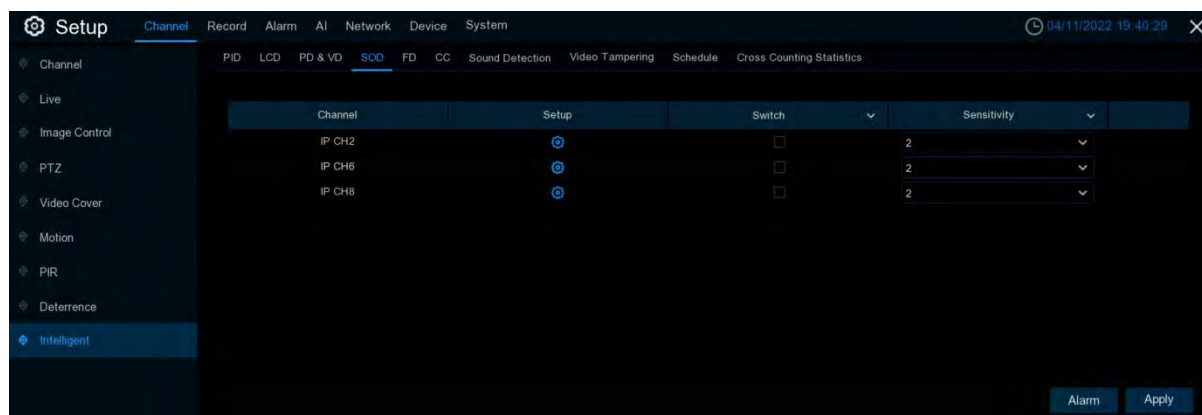 Setup Channel Record Alarm AI Network Device System 04/11/2022 19:40:29
Channel
Live
Image Control
PTZ
Video Cover
Motion
PIR
Deterrence
Intelligent
PID LCD PD & VD SOD FD CC Sound Detection Video Tampering Schedule Cross Counting Statistics
Channel Setup Switch Sensitivity
IP CH2 2
IP CH6 2
IP CH8 2
Alarm Apply